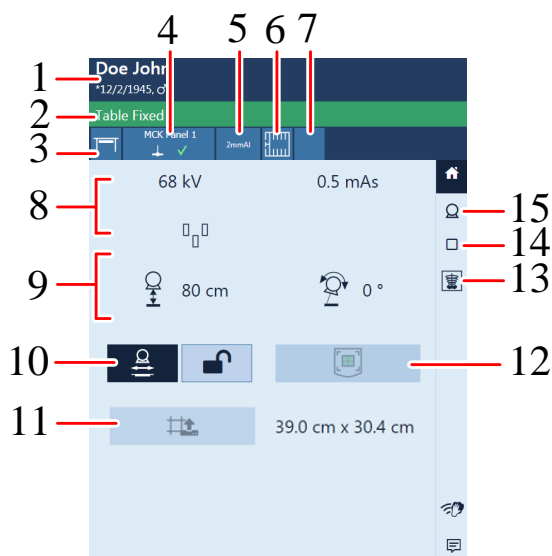 4
5
6
7
Doe John
1
*12/2/1945, ♂
2
Table Fixed
3
MCK Panel 1
2mmAl
8
68 kV
0.5 mAs
15
14
9
80 cm
0 °
13
10
12
11
39.0 cm x 30.4 cm